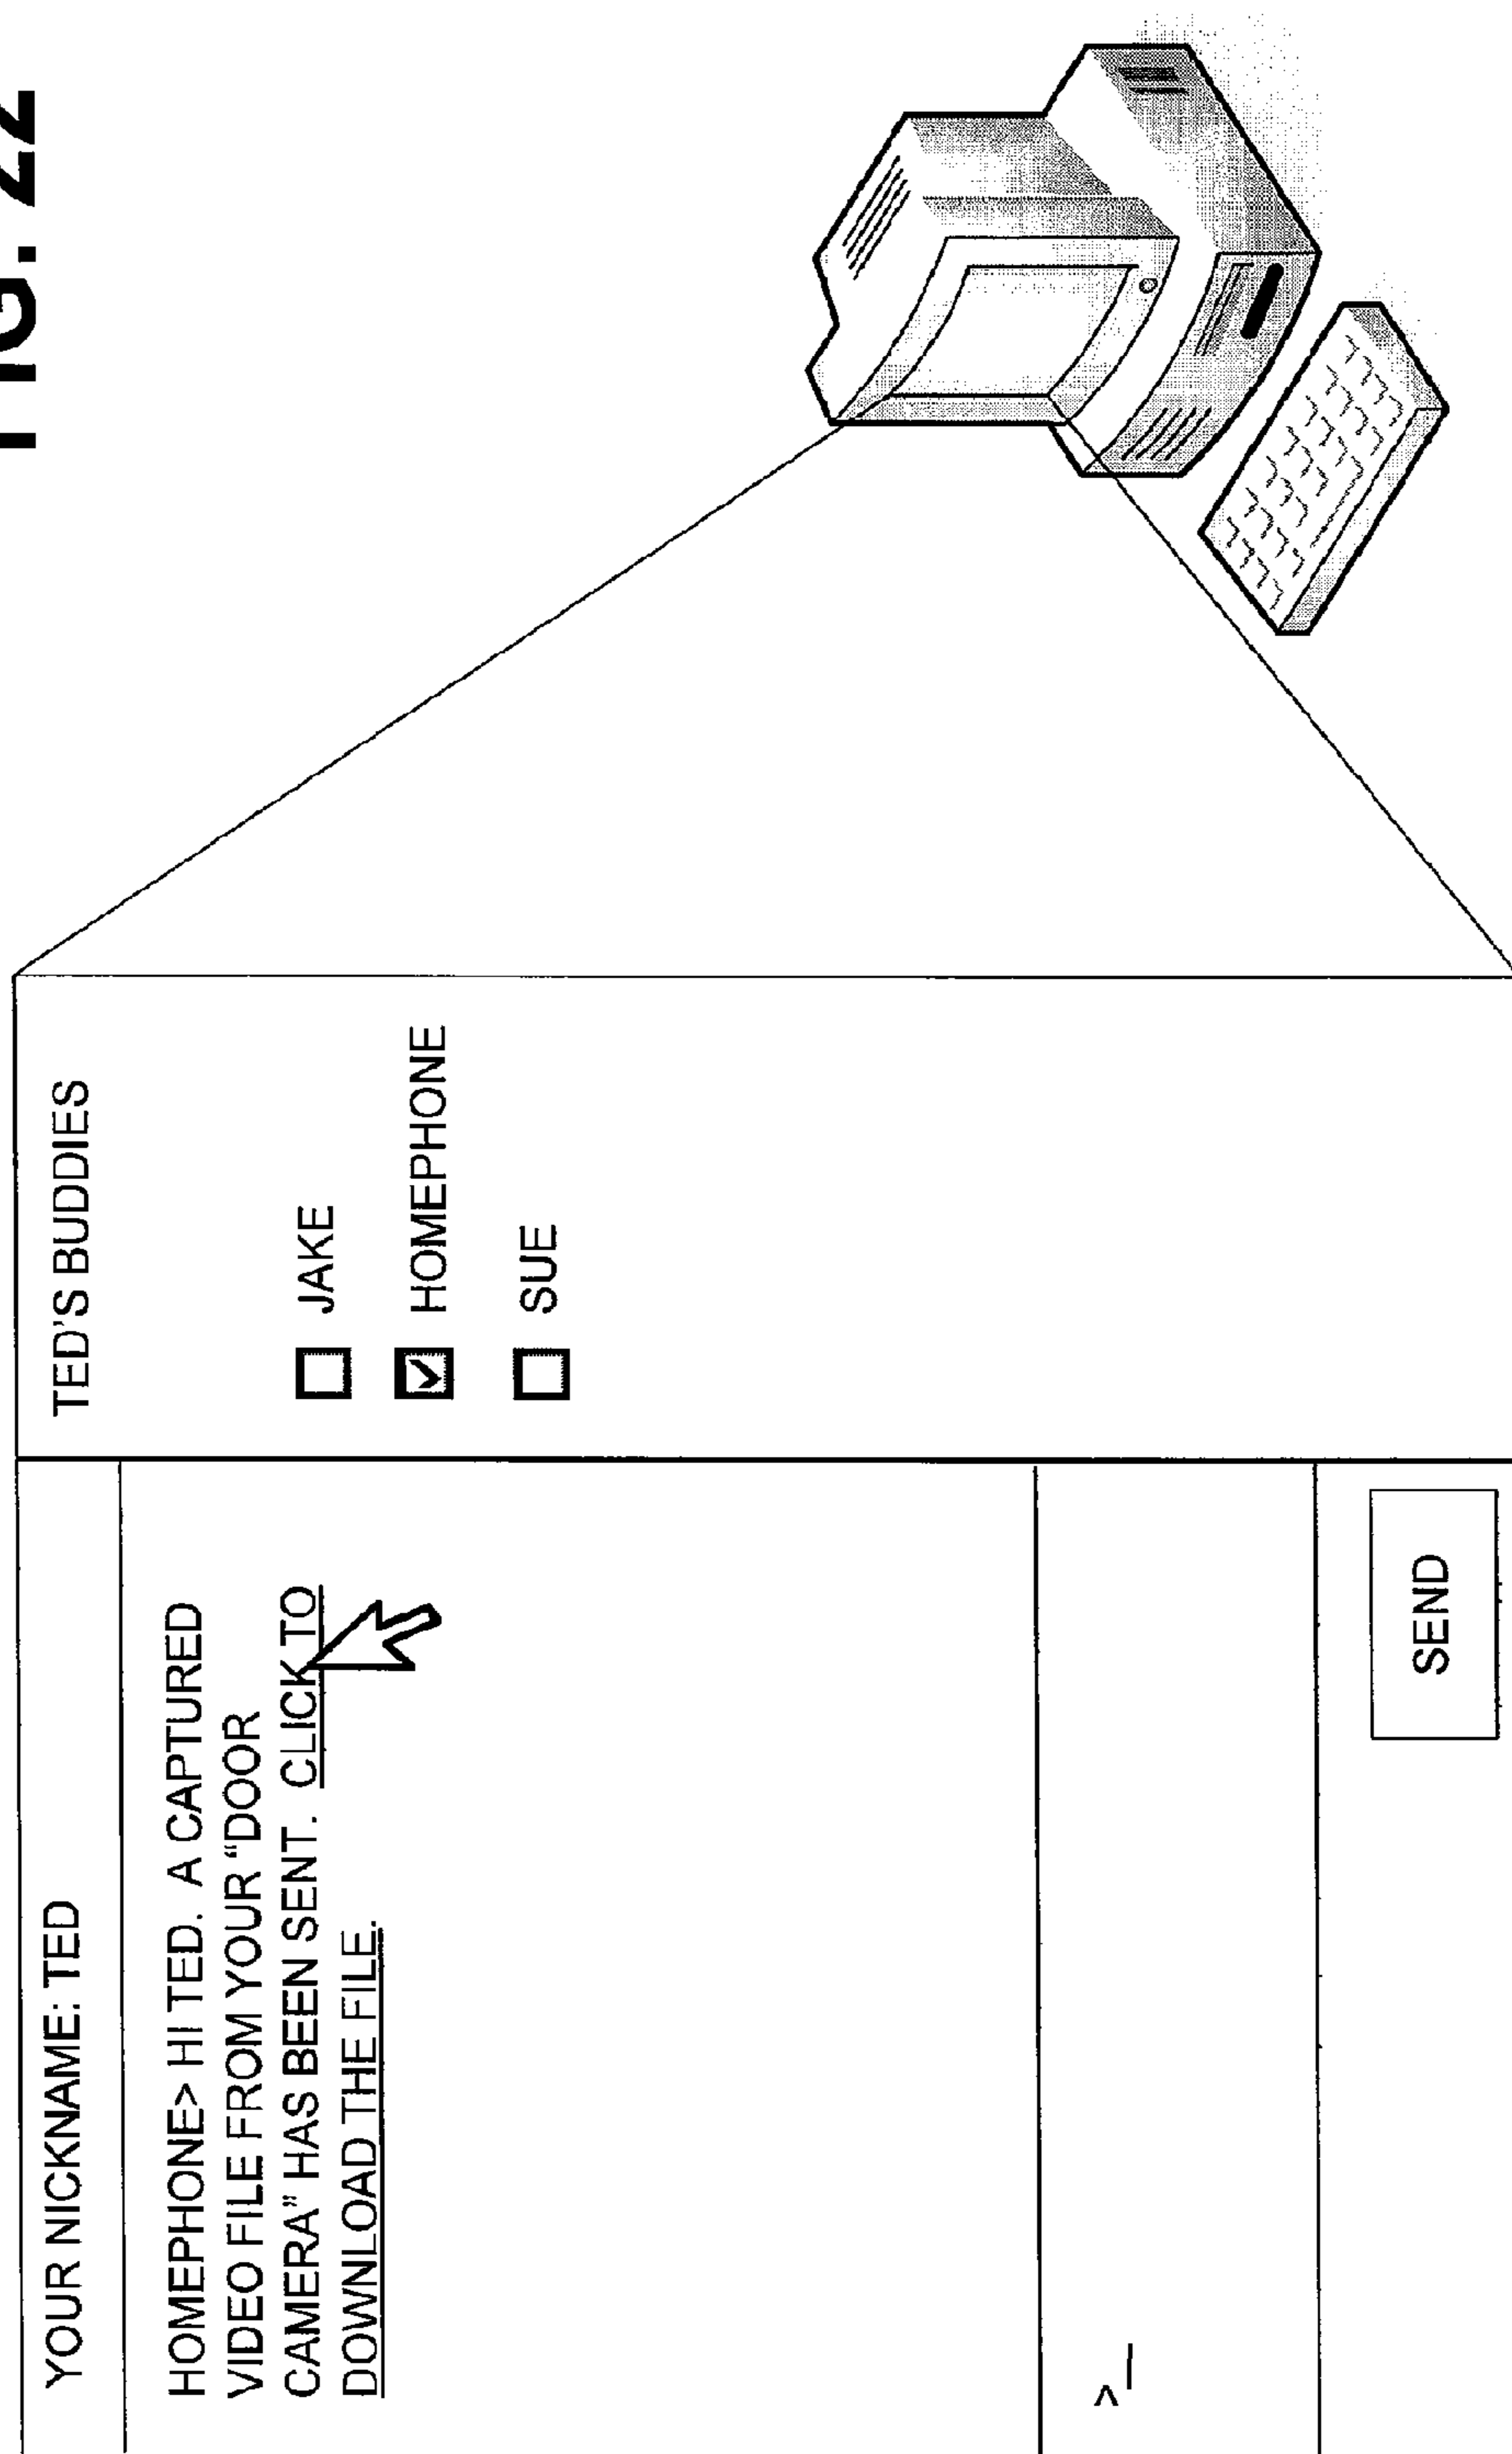 FIG. 22
YOUR NICKNAME: TED
HOMEPHONE> HI TED. A CAPTURED
VIDEO FILE FROM YOUR "DOOR
CAMERA" HAS BEEN SENT. CLICK TO
DOWNLOAD THE FILE.
>_
SEND
TED'S BUDDIES
JAKE
HOMEPHONE
SUE